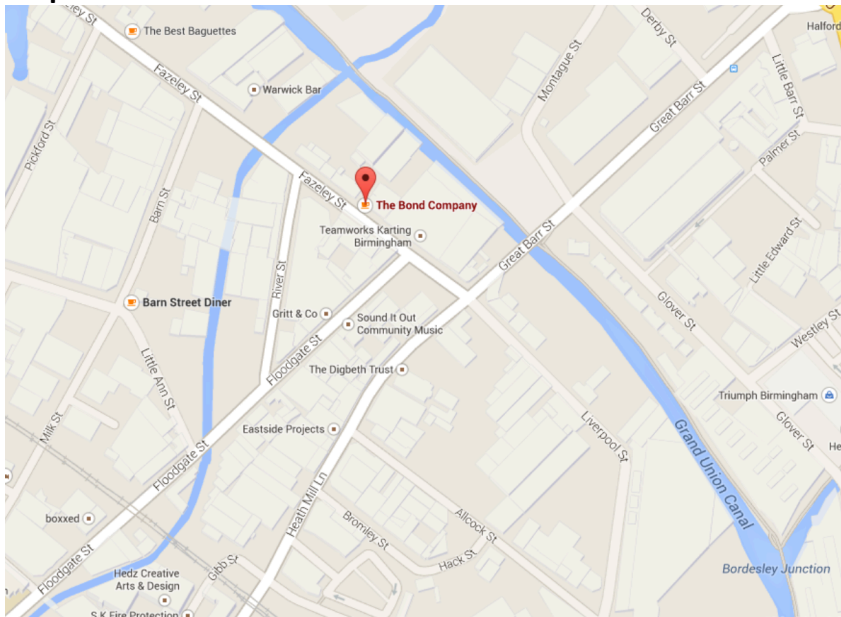 The Best Baguettes
Derby St
Halford
Fazeley St
Montague St
Little Barr St
Warwick Bar
Great Barr St
Pickford St
Palmer St
Barn St
Fazeley St
The Bond Company
Teamworks Karting
Birmingham
Great Barr St
Little Edward St
River St
Barn Street Diner
Gritt & Co
Sound It Out
Community Music
Glover St
Westley St
Floodgate St
Little Ann St
The Digbeth Trust
Triumph Birmingham
Milk St
Eastside Projects
Liverpool St
Grand Union Canal
Glover St
He
Floodgate St
Heath Mill Ln
boxxed
Allcock St
Bromley St
Hack St
Floodgate St
Gibb St
Hedz Creative
Arts & Design
Bordesley Junction
S K Fire Protection